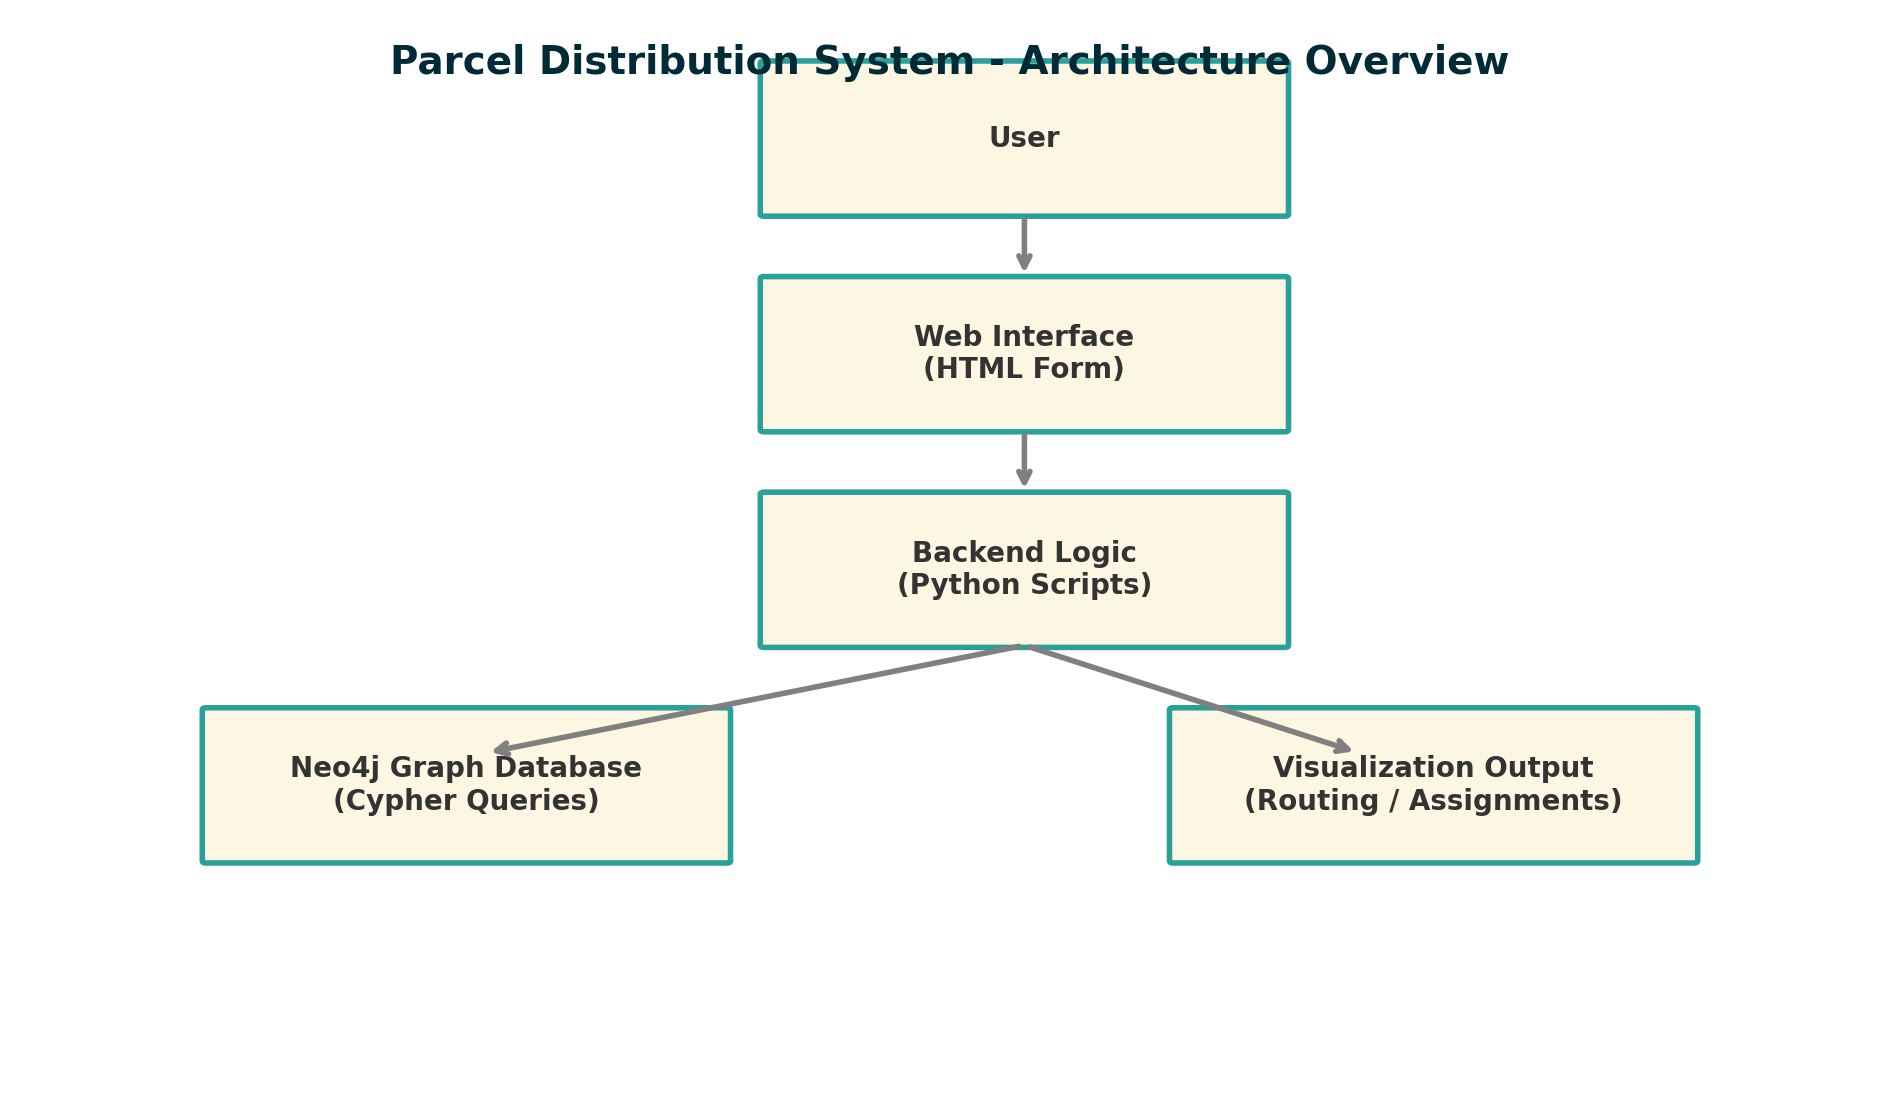 Parcel Distribution System - Architecture Overview
User
Web Interface
(HTML Form)
Backend Logic
(Python Scripts)
Neo4j Graph Database
(Cypher Queries)
Visualization Output
(Routing / Assignments)